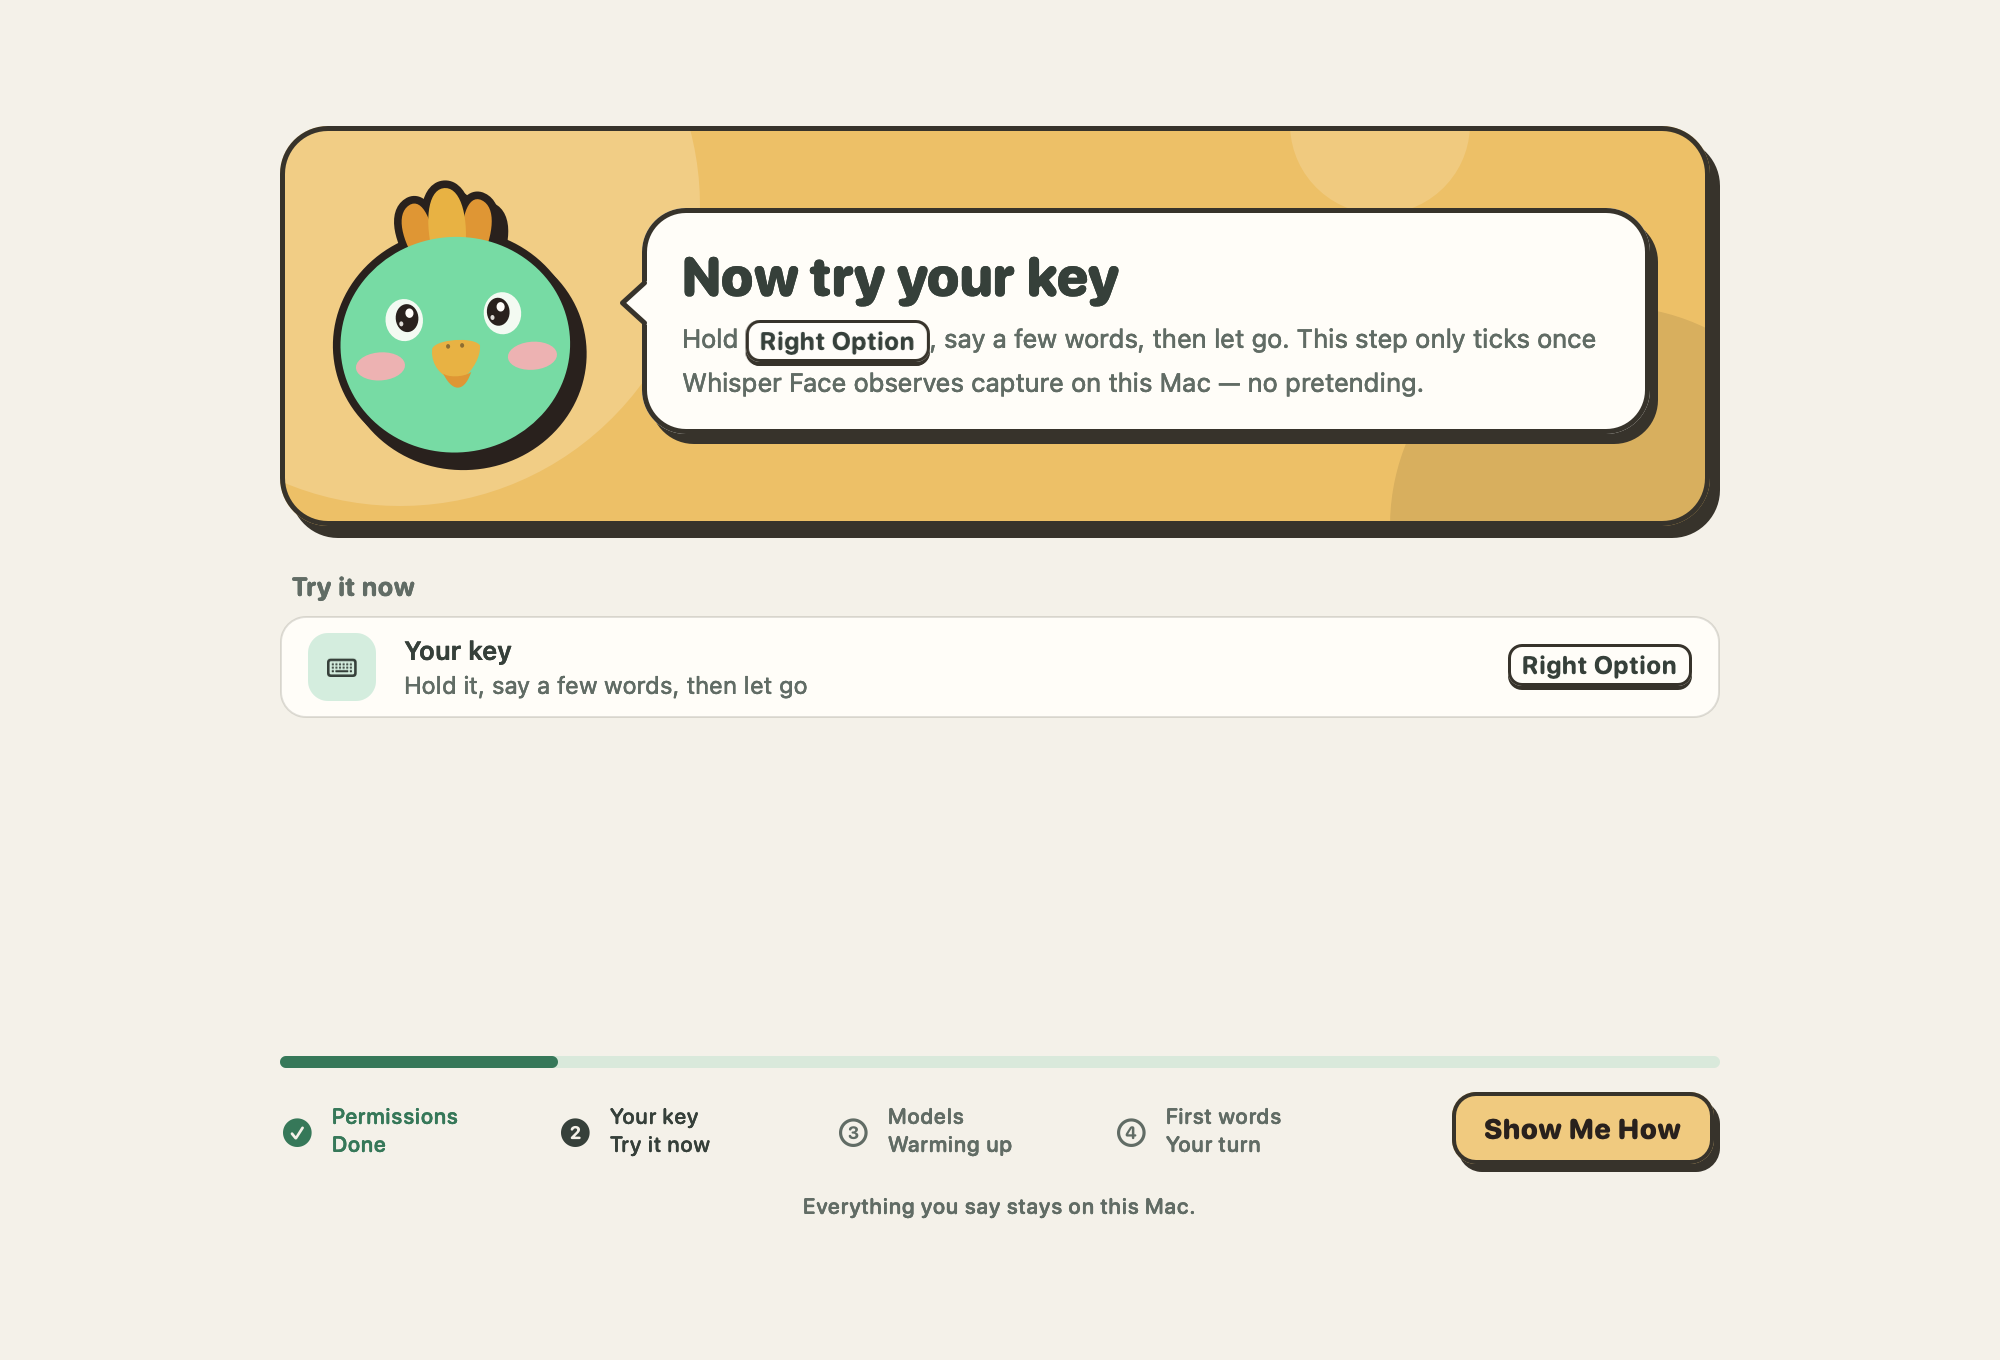 Now try your key
Hold Right Option, say a few words, then let go. This step only ticks once
Whisper Face observes capture on this Mac — no pretending.
Try it now
Your key
Hold it, say a few words, then let go
Right Option
Permissions
Done
2
Your key
Try it now
3
Models
Warming up
4
First words
Your turn
Show Me How
Everything you say stays on this Mac.